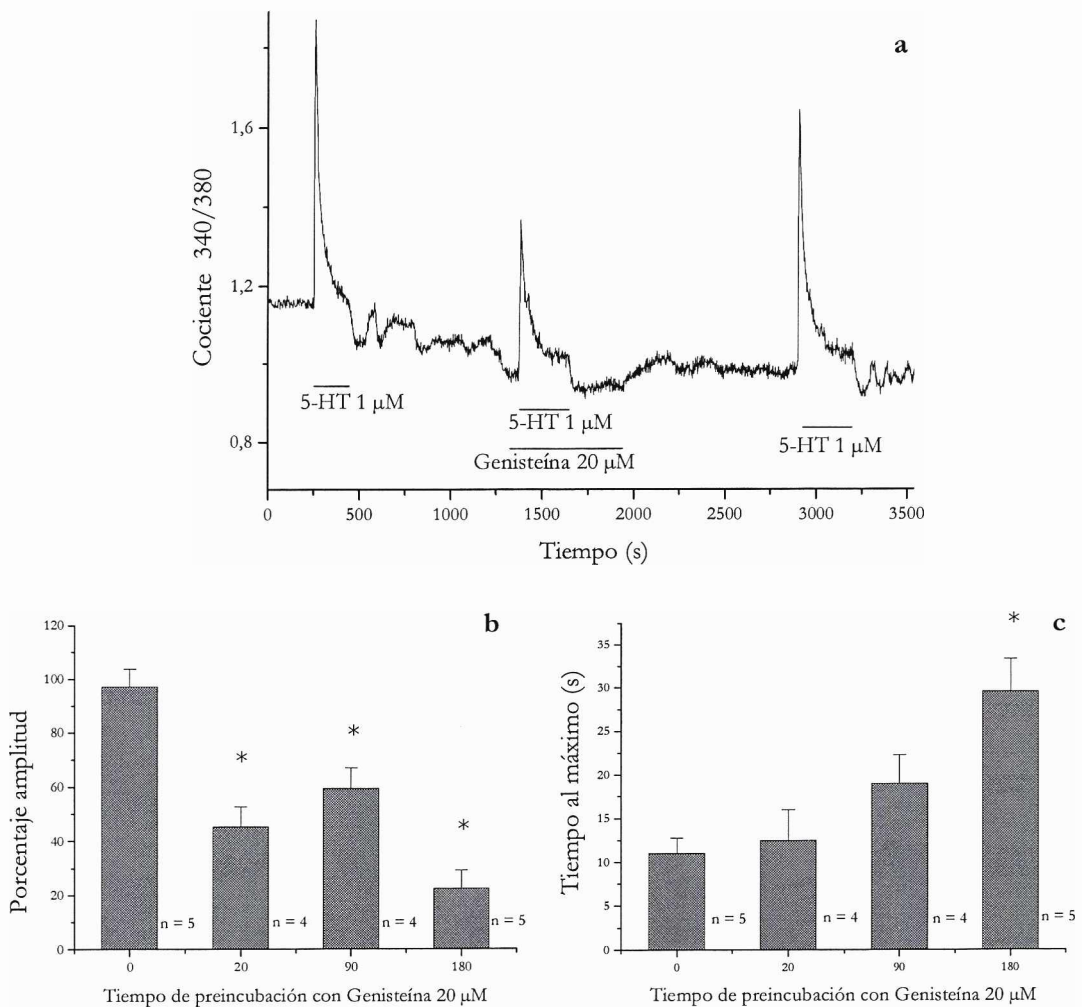 a
Cociente 340/380
1,6
1,2
0,8
5-HT 1 µM
5-HT 1 µM
5-HT 1 µM
Genisteína 20 µM
0 500 1000 1500 2000 2500 3000 3500
Tiempo (s)
b
Porcentaje amplitud
120
100
80
60
40
20
0
* * *
n = 5 n = 4 n = 4 n = 5
0 20 90 180
Tiempo de preincubación con Genisteína 20 µM
c
Tiempo al máximo (s)
35
30
25
20
15
10
5
0
*
n = 5 n = 4 n = 4 n = 5
0 20 90 180
Tiempo de preincubación con Genisteína 20 µM